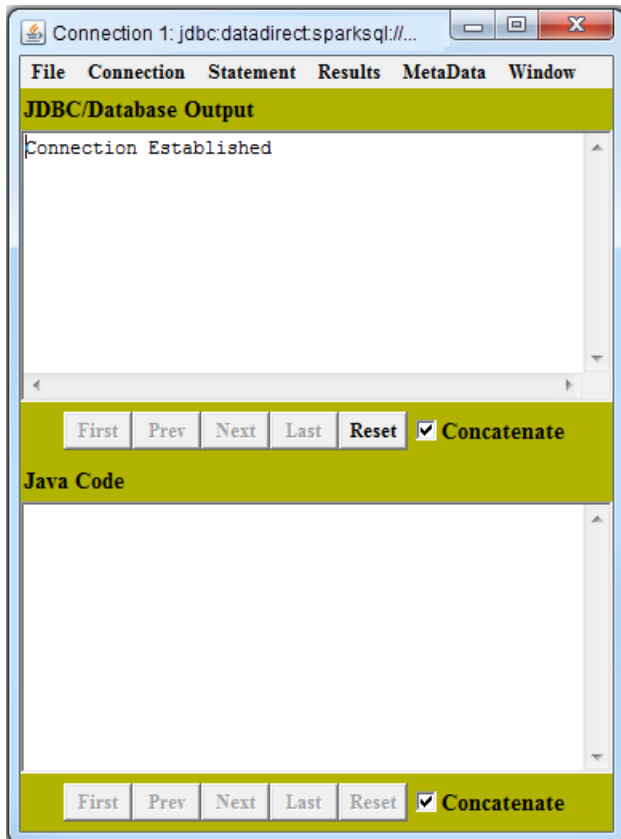 Connection 1: jdbc:datadirect:sparksql://...
File Connection Statement Results MetaData Window
JDBC/Database Output
Connection Established
First Prev Next Last Reset Concatenate
Java Code
First Prev Next Last Reset Concatenate